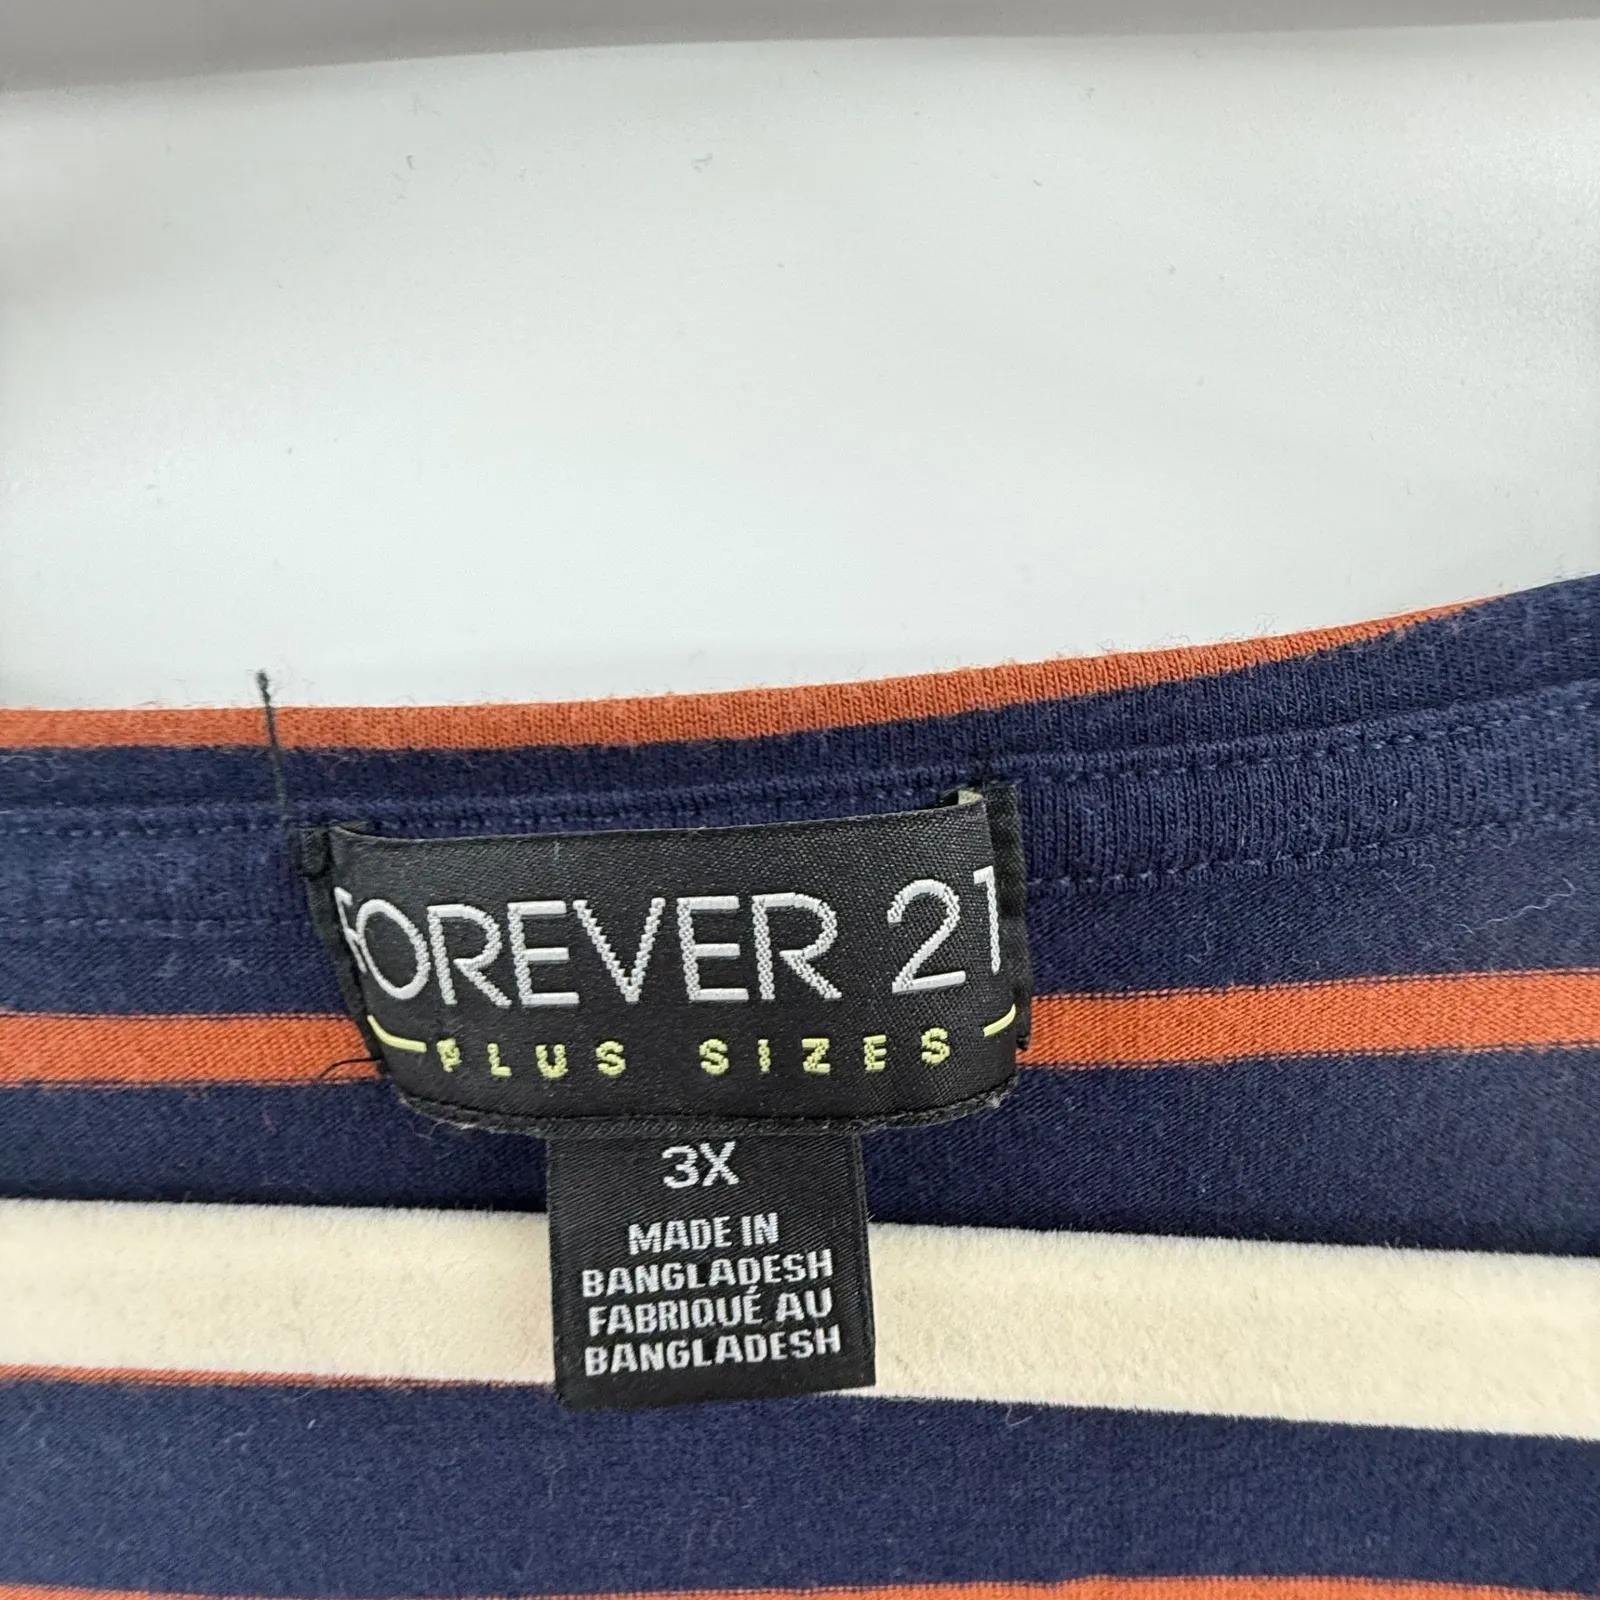 FOREVER 21
PLUS SIZES
3X
MADE IN
BANGLADESH
FABRIQUÉ AU
BANGLADESH